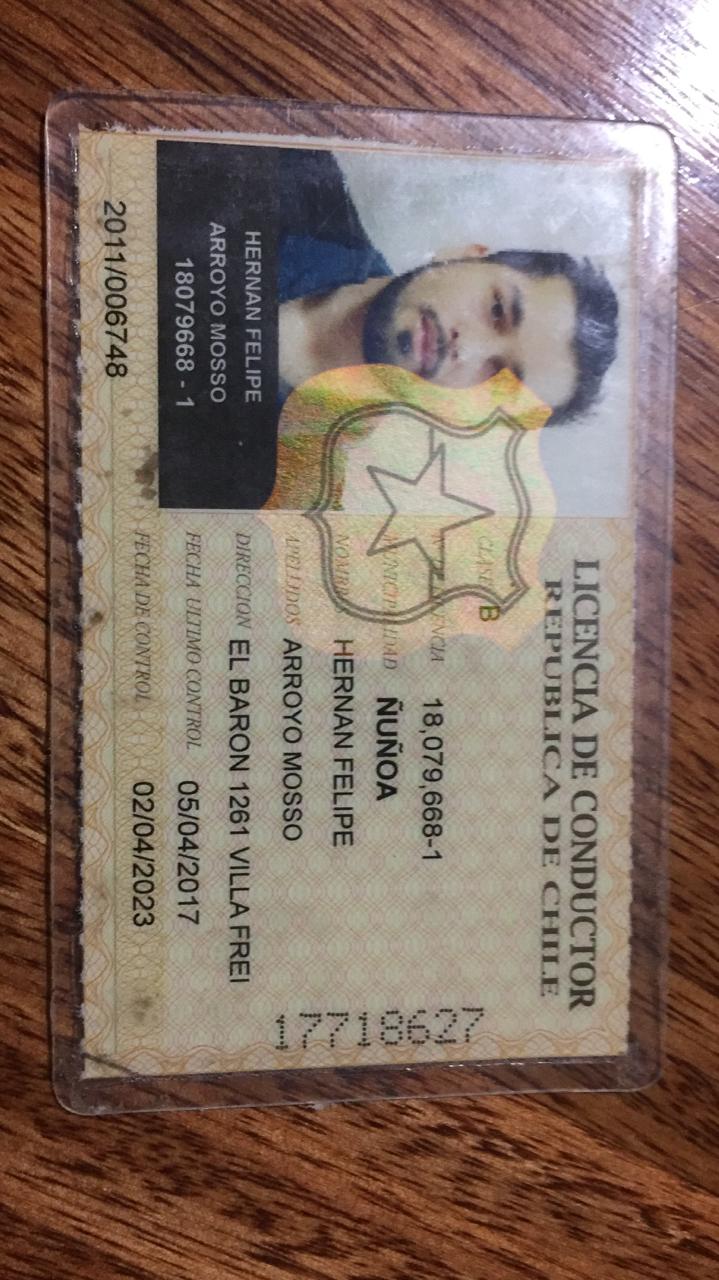 LICENCIA DE CONDUCTOR
REPUBLICA DE CHILE
CLASE B
18,079,668-1
MUNICIPALIDAD ÑUÑOA
NOMBRES HERNAN FELIPE
APELLIDOS ARROYO MOSSO
DIRECCION EL BARON 1261 VILLA FREI
FECHA ULTIMO CONTROL 05/04/2017
FECHA DE CONTROL 02/04/2023
17718627
HERNAN FELIPE
ARROYO MOSSO
18079668 - 1
2011/006748